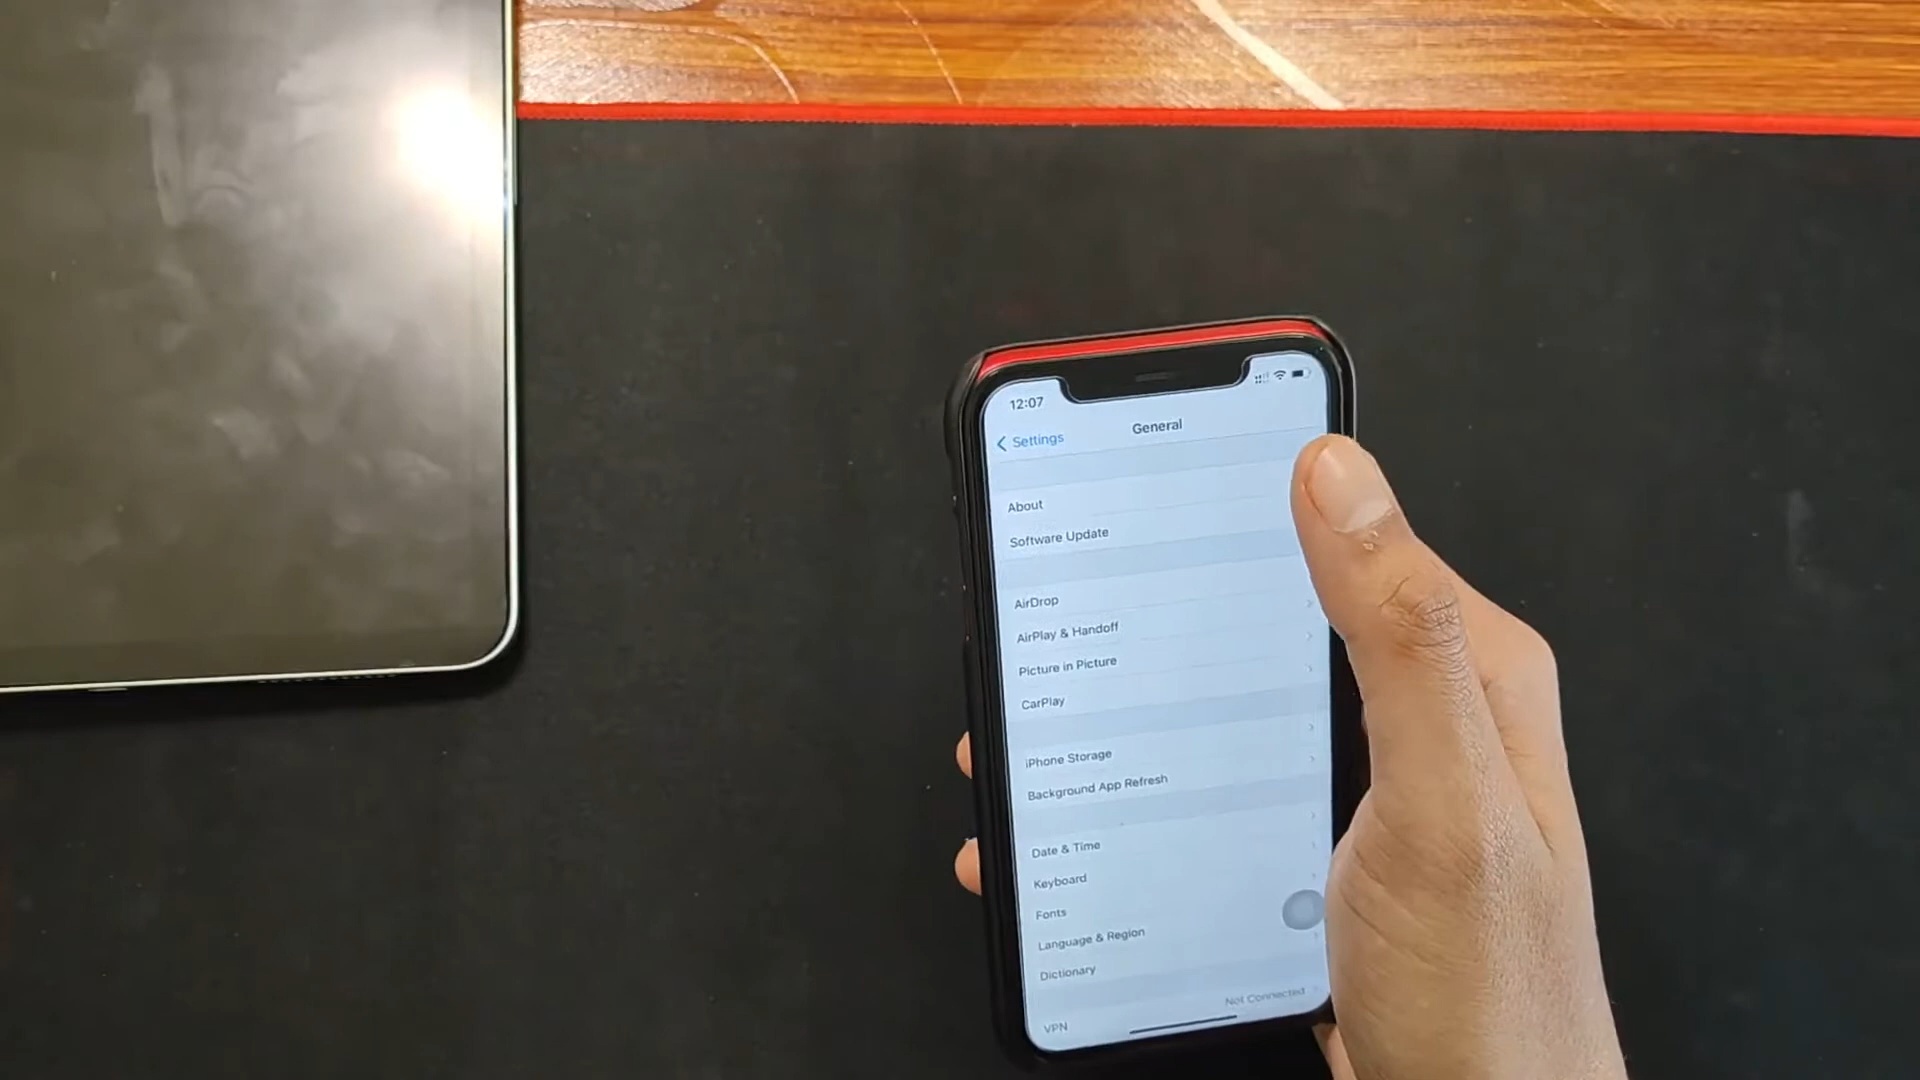 12:07
Settings
General
About
Software Update
AirDrop
AirPlay & Handoff
Picture in Picture
CarPlay
iPhone Storage
Background App Refresh
Date & Time
Keyboard
Fonts
Language & Region
Dictionary
Not Connected
VPN